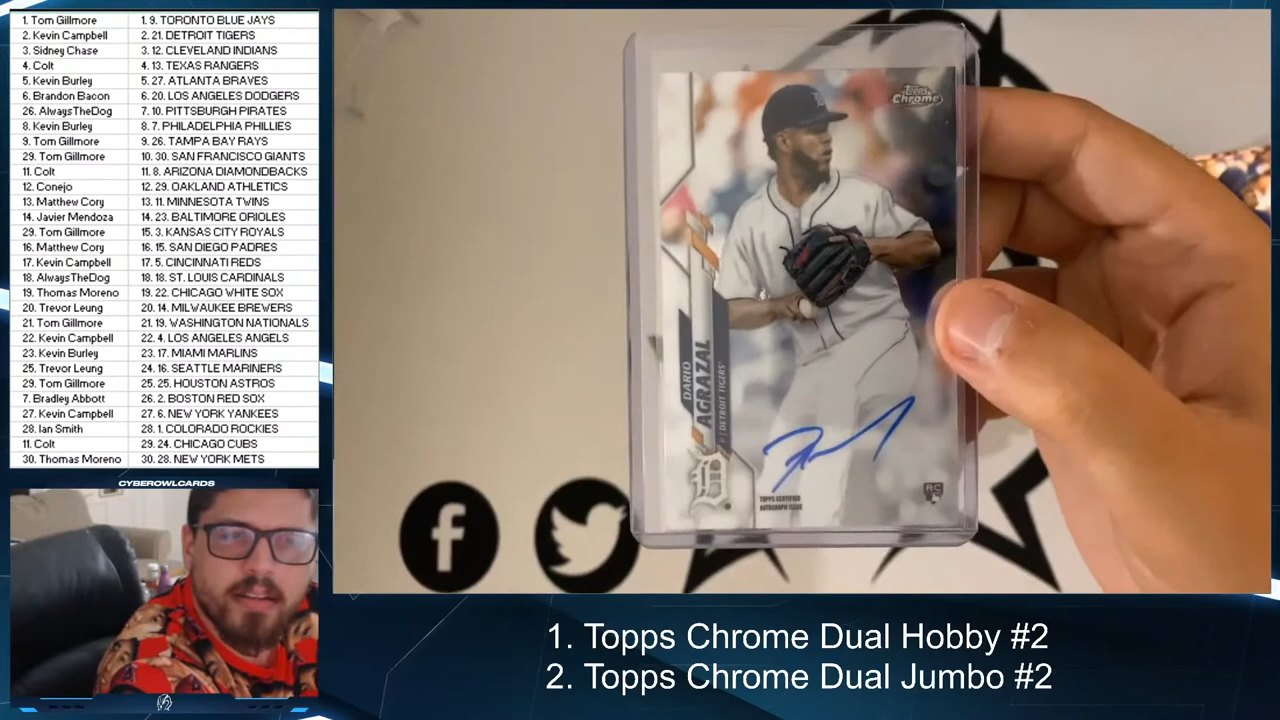 1. Tom Gillmore 1. 9. TORONTO BLUE JAYS
2. Kevin Campbell 2. 21. DETROIT TIGERS
3. Sidney Chase 3. 12. CLEVELAND INDIANS
4. Colt 4. 13. TEXAS RANGERS
5. Kevin Burley 5. 27. ATLANTA BRAVES
6. Brandon Bacon 6. 20. LOS ANGELES DODGERS
26. AlwaysTheDog 7. 10. PITTSBURGH PIRATES
8. Kevin Burley 8. 7. PHILADELPHIA PHILLIES
9. Tom Gillmore 9. 26. TAMPA BAY RAYS
29. Tom Gillmore 10. 30. SAN FRANCISCO GIANTS
11. Colt 11. 8. ARIZONA DIAMONDBACKS
12. Conejo 12. 29. OAKLAND ATHLETICS
13. Matthew Cory 13. 11. MINNESOTA TWINS
14. Javier Mendoza 14. 23. BALTIMORE ORIOLES
29. Tom Gillmore 15. 3. KANSAS CITY ROYALS
16. Matthew Cory 16. 15. SAN DIEGO PADRES
17. Kevin Campbell 17. 5. CINCINNATI REDS
18. AlwaysTheDog 18. 18. ST. LOUIS CARDINALS
19. Thomas Moreno 19. 22. CHICAGO WHITE SOX
20. Trevor Leung 20. 14. MILWAUKEE BREWERS
21. Tom Gillmore 21. 19. WASHINGTON NATIONALS
22. Kevin Campbell 22. 4. LOS ANGELES ANGELS
23. Kevin Burley 23. 17. MIAMI MARLINS
25. Trevor Leung 24. 16. SEATTLE MARINERS
29. Tom Gillmore 25. 25. HOUSTON ASTROS
7. Bradley Abbott 26. 2. BOSTON RED SOX
27. Kevin Campbell 27. 6. NEW YORK YANKEES
28. Ian Smith 28. 1. COLORADO ROCKIES
11. Colt 29. 24. CHICAGO CUBS
30. Thomas Moreno 30. 28. NEW YORK METS
CYBEROWLCARDS
Topps
Chrome
DARIO
AGRAZAL
DETROIT TIGERS
TOPPS CERTIFIED
AUTOGRAPH ISSUE
RC
1. Topps Chrome Dual Hobby #2
2. Topps Chrome Dual Jumbo #2